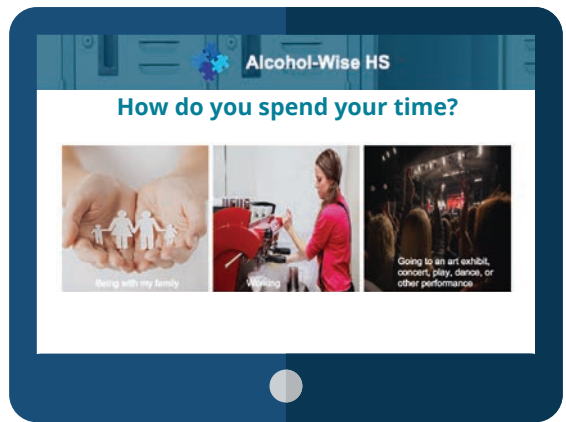 Alcohol-Wise HS
How do you spend your time?
Being with my family
Working
Going to an art exhibit,
concert, play, dance, or
other performance